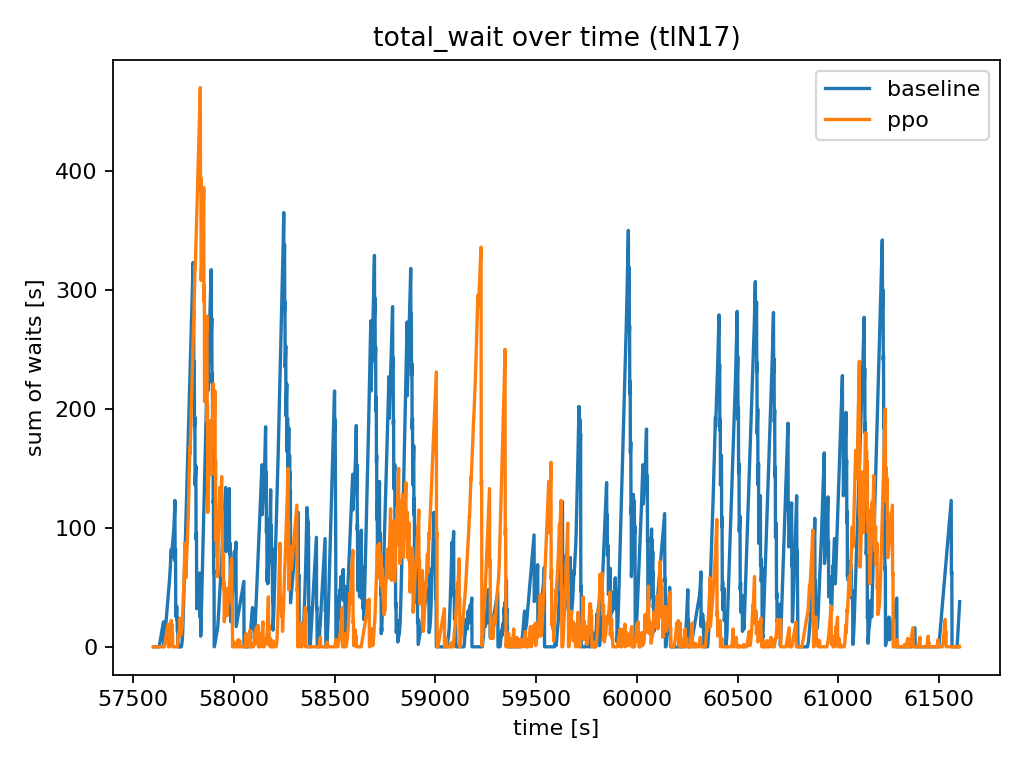 total_wait over time (tlN17)
baseline
ppo
sum of waits [s]
400
300
200
100
0
57500 58000 58500 59000 59500 60000 60500 61000 61500
time [s]